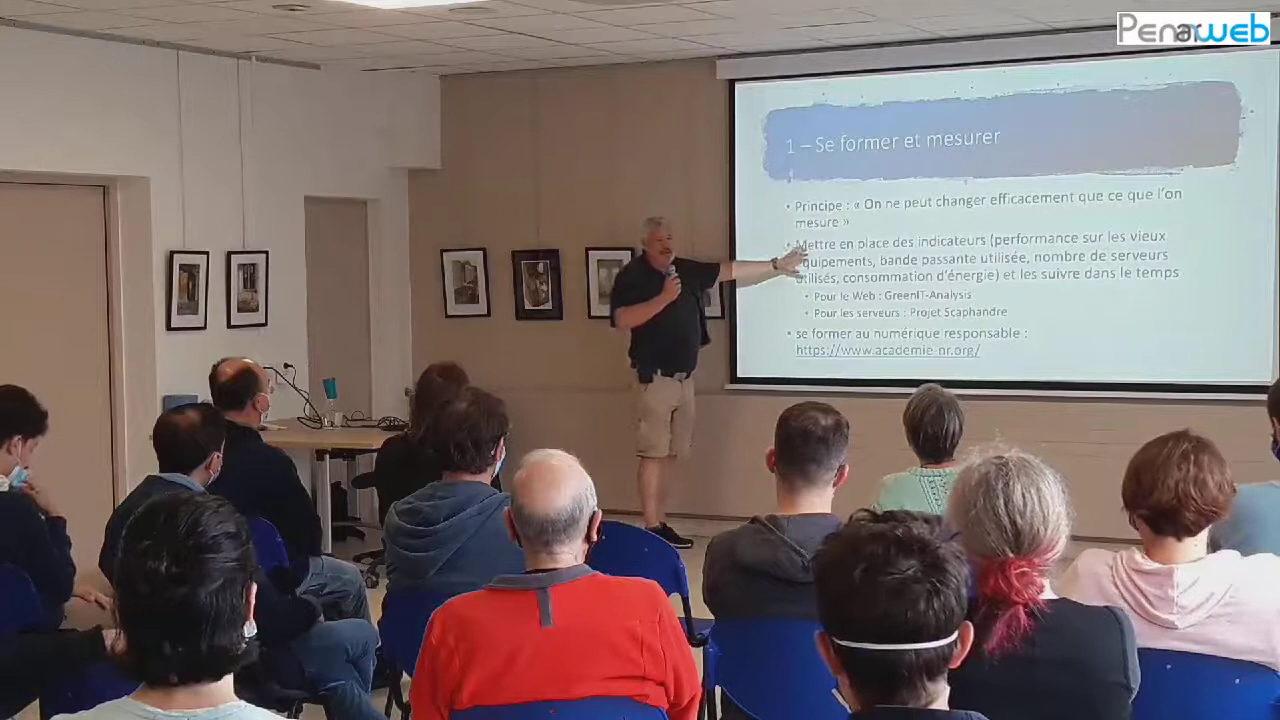 Penarweb
1 – Se former et mesurer
• Principe : « On ne peut changer efficacement que ce que l'on
mesure »
• Mettre en place des indicateurs (performance sur les vieux
équipements, bande passante utilisée, nombre de serveurs
utilisés, consommation d'énergie) et les suivre dans le temps
• Pour le Web : GreenIT-Analysis
• Pour les serveurs : Projet Scaphandre
• se former au numérique responsable :
https://www.academie-nr.org/